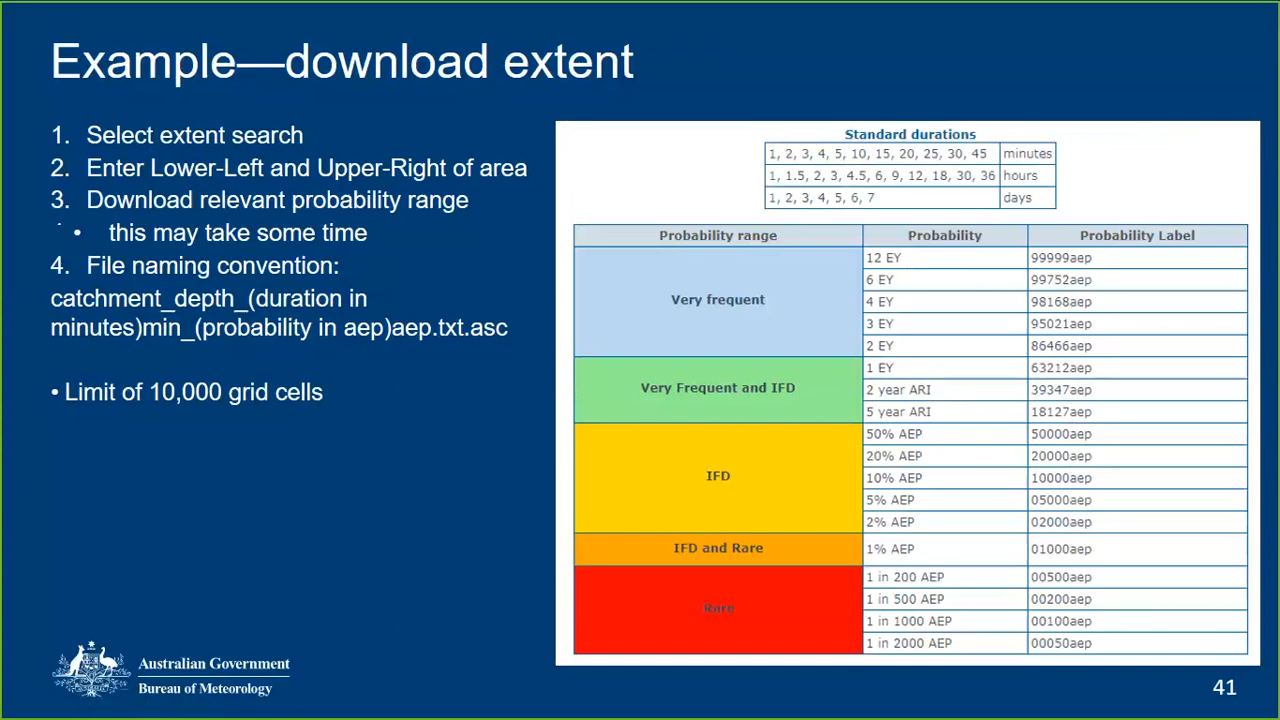 Example—download extent
1. Select extent search
2. Enter Lower-Left and Upper-Right of area
3. Download relevant probability range
• this may take some time
4. File naming convention:
catchment_depth_(duration in
minutes)min_(probability in aep)aep.txt.asc
• Limit of 10,000 grid cells
Standard durations
1, 2, 3, 4, 5, 10, 15, 20, 25, 30, 45 minutes
1, 1.5, 2, 3, 4.5, 6, 9, 12, 18, 30, 36 hours
1, 2, 3, 4, 5, 6, 7 days
Probability range Probability Probability Label
Very frequent
12 EY 99999aep
6 EY 99752aep
4 EY 98168aep
3 EY 95021aep
2 EY 86466aep
Very Frequent and IFD
1 EY 63212aep
2 year ARI 39347aep
5 year ARI 18127aep
IFD
50% AEP 50000aep
20% AEP 20000aep
10% AEP 10000aep
5% AEP 05000aep
2% AEP 02000aep
IFD and Rare
1% AEP 01000aep
Rare
1 in 200 AEP 00500aep
1 in 500 AEP 00200aep
1 in 1000 AEP 00100aep
1 in 2000 AEP 00050aep
Australian Government
Bureau of Meteorology
41